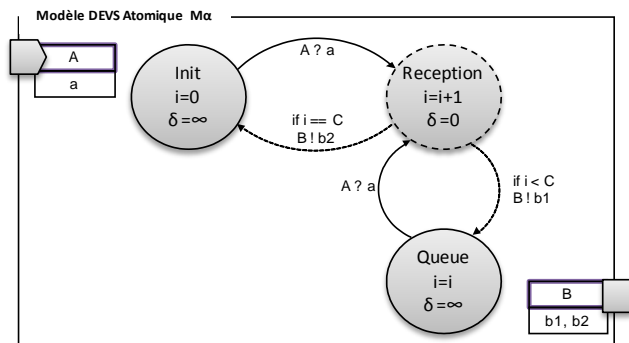 Modèle DEVS Atomique Mα
A
a
Init
i=0
δ=∞
A ? a
Reception
i=i+1
δ=0
if i == C
B ! b2
A ? a
if i < C
B ! b1
Queue
i=i
δ=∞
B
b1, b2